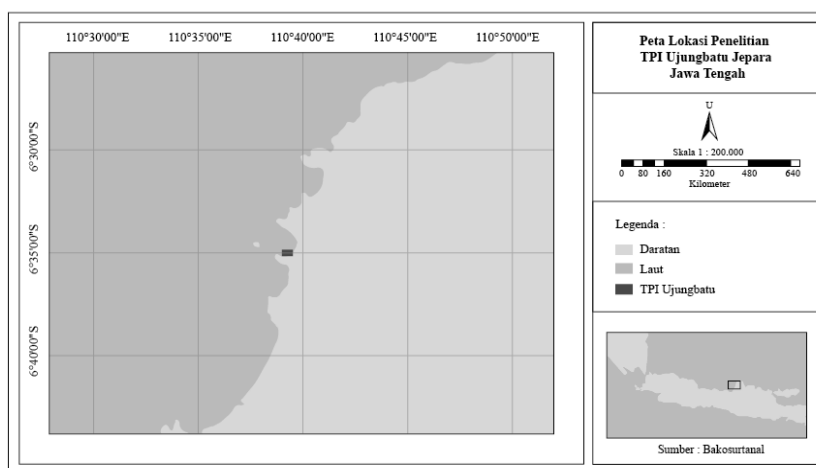 110°30'00"E 110°35'00"E 110°40'00"E 110°45'00"E 110°50'00"E
6°30'00"S
6°35'00"S
6°40'00"S
Peta Lokasi Penelitian
TPI Ujungbatu Jepara
Jawa Tengah
U
Skala 1 : 200.000
0 80 160 320 480 640
Kilometer
Legenda :
Daratan
Laut
TPI Ujungbatu
Sumber : Bakosurtanal